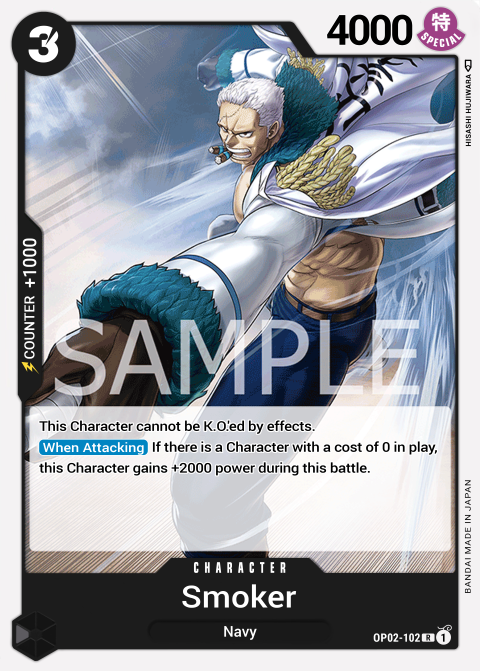 3
4000
特
SPECIAL
HISASHI HUJIWARA
COUNTER +1000
SAMPLE
This Character cannot be K.O.'ed by effects.
When Attacking If there is a Character with a cost of 0 in play,
this Character gains +2000 power during this battle.
BANDAI MADE IN JAPAN
CHARACTER
Smoker
Navy
OP02-102 R 1